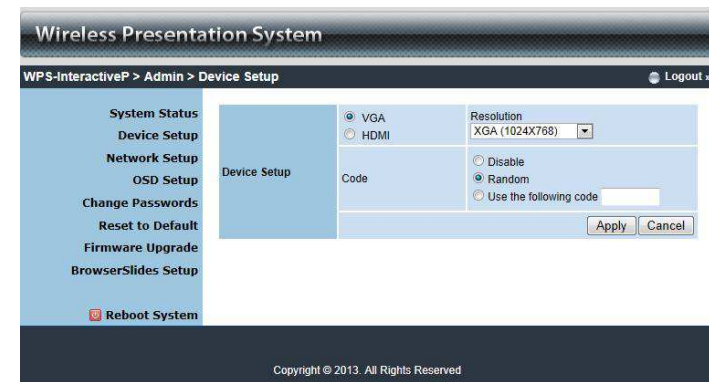 Wireless Presentation System
WPS-InteractiveP > Admin > Device Setup
Logout »
System Status
Device Setup
Network Setup
OSD Setup
Change Passwords
Reset to Default
Firmware Upgrade
BrowserSlides Setup
Reboot System
Device Setup
VGA
HDMI
Resolution
XGA (1024X768)
Code
Disable
Random
Use the following code
Apply Cancel
Copyright © 2013. All Rights Reserved